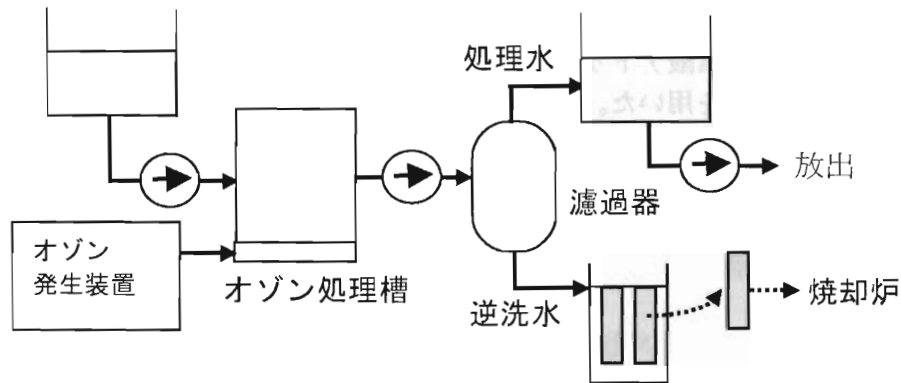 処理水
放出
濾過器
オゾン
発生装置
オゾン処理槽
逆洗水
焼却炉